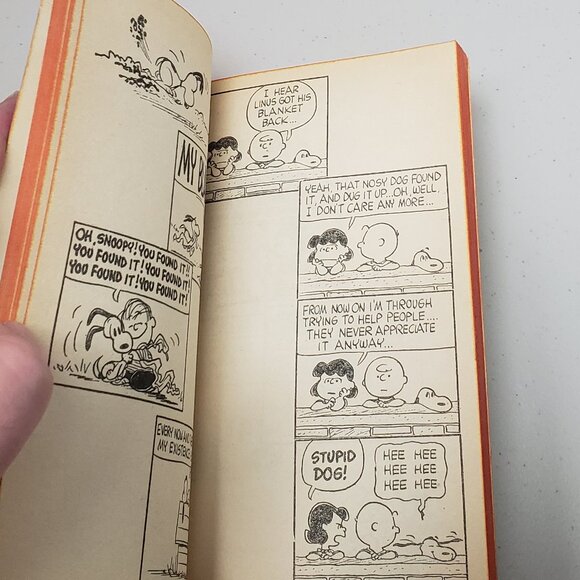 MY
OH, SNOOPY! YOU FOUND IT!
YOU FOUND IT! YOU FOUND IT!
YOU FOUND IT! YOU FOUND IT!
EVERY NOW AND
MY EXISTENCE
I HEAR
LINUS GOT HIS
BLANKET
BACK...
YEAH, THAT NOSY DOG FOUND
IT, AND DUG IT UP...OH, WELL,
I DON'T CARE ANY MORE...
FROM NOW ON I'M THROUGH
TRYING TO HELP PEOPLE....
THEY NEVER APPRECIATE
IT ANYWAY...
STUPID
DOG!
HEE HEE
HEE HEE
HEE HEE